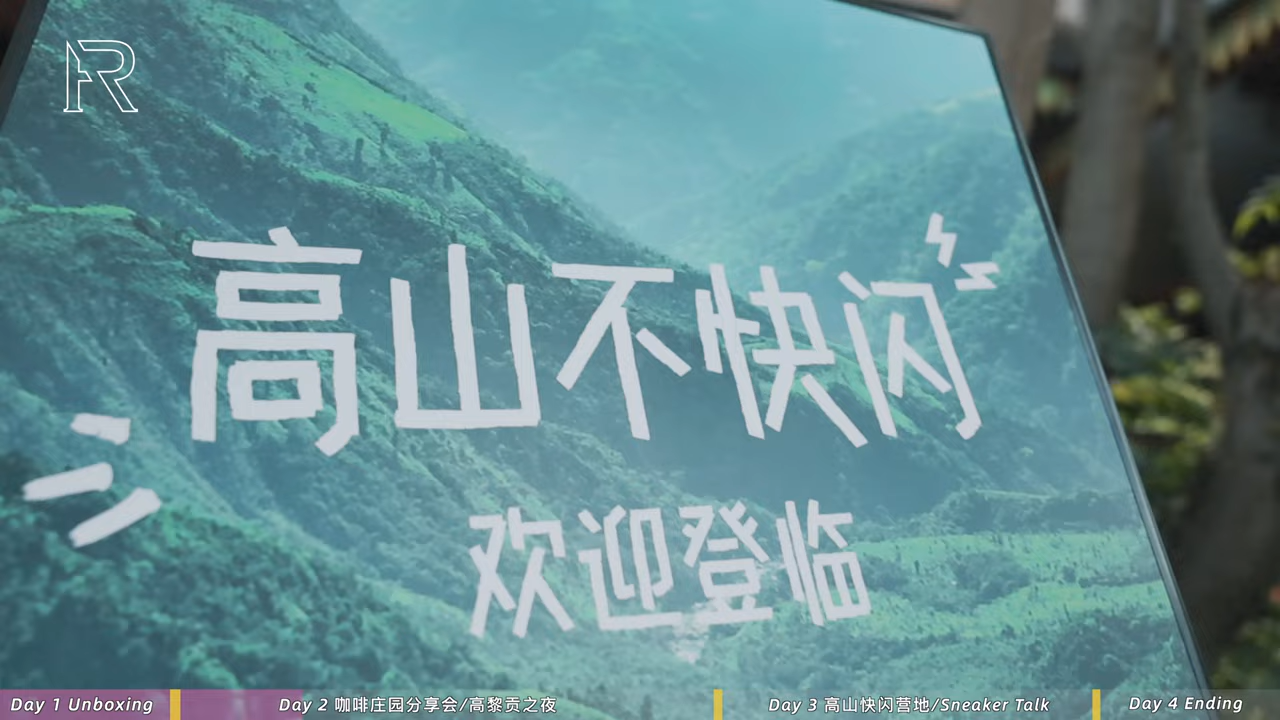 高山不快闪
欢迎登临
Day 1 Unboxing
Day 2 咖啡庄园分享会/高黎贡之夜
Day 3 高山快闪营地/Sneaker Talk
Day 4 Ending